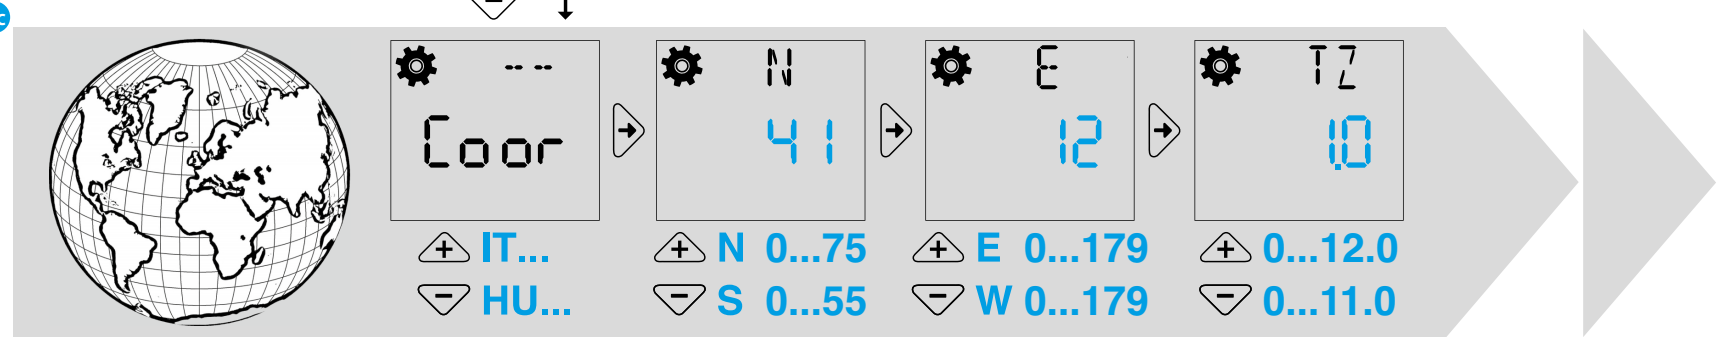 c
-- N E TZ
Coor 41 12 1.0
+ IT... + N 0...75 + E 0...179 + 0...12.0
− HU... − S 0...55 − W 0...179 − 0...11.0